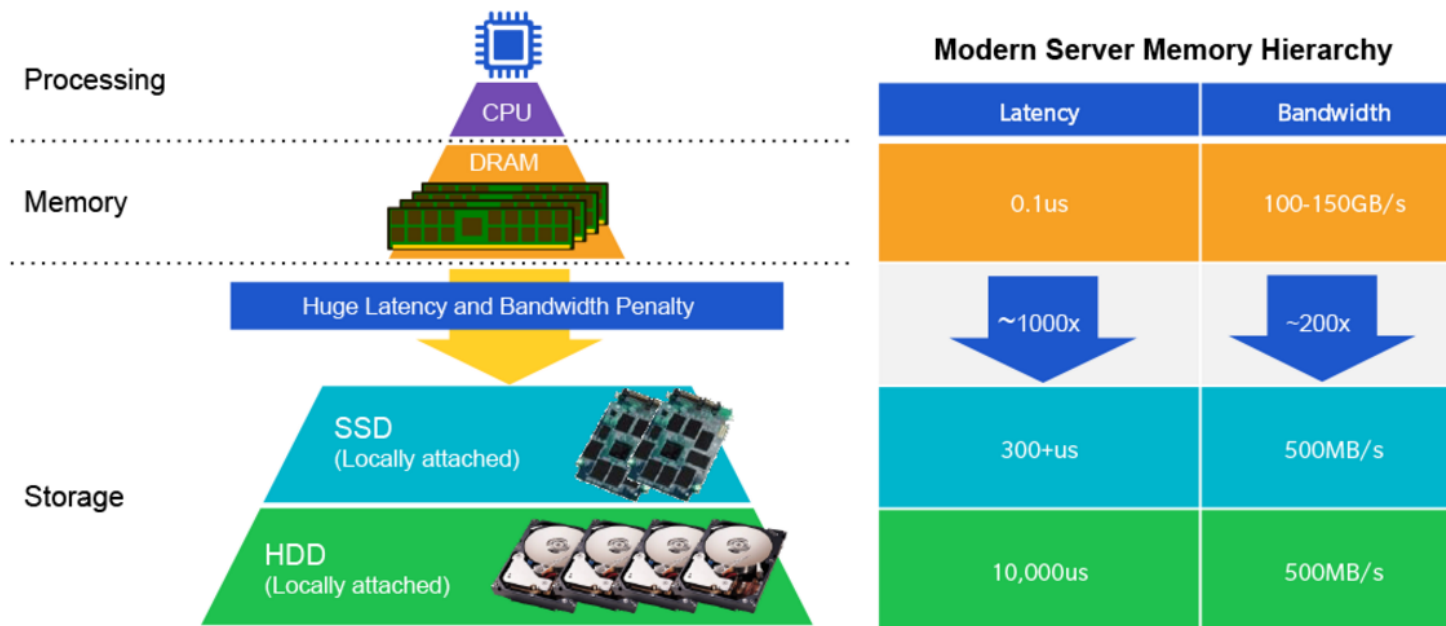 Processing
CPU
DRAM
Memory
Huge Latency and Bandwidth Penalty
SSD
(Locally attached)
Storage
HDD
(Locally attached)
Modern Server Memory Hierarchy
Latency
Bandwidth
0.1us
100-150GB/s
~1000x
~200x
300+us
500MB/s
10,000us
500MB/s